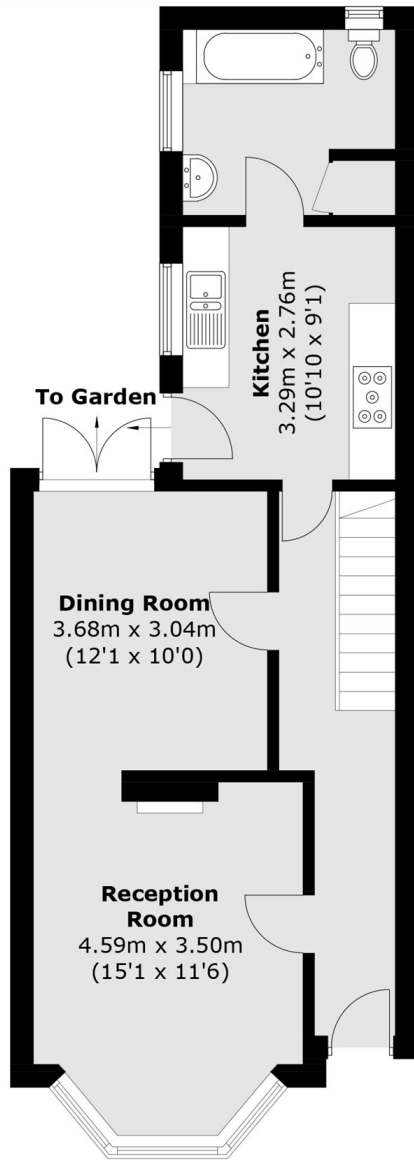 Kitchen
3.29m x 2.76m
(10'10 x 9'1)
To Garden
Dining Room
3.68m x 3.04m
(12'1 x 10'0)
Reception
Room
4.59m x 3.50m
(15'1 x 11'6)